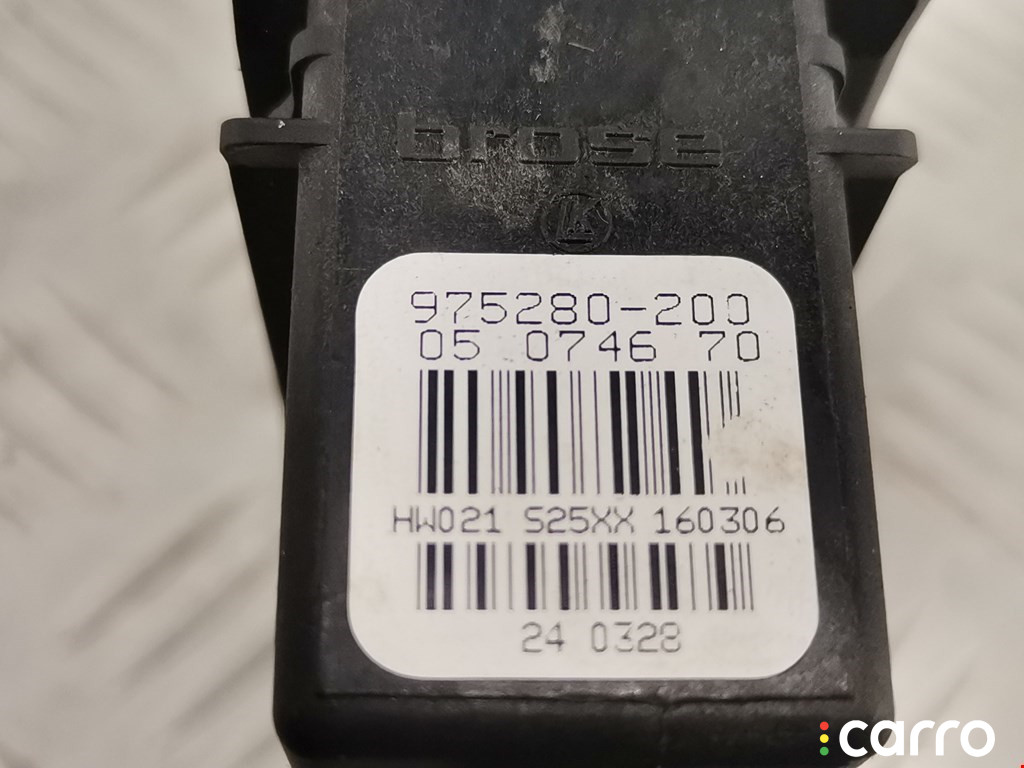 brose
975280-200
05 0746 70
HW021 S25XX 160306
24 0328
carro